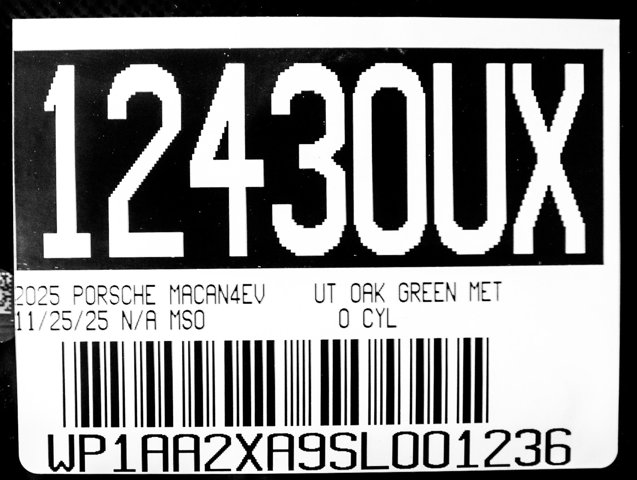 12430UX
2025 PORSCHE MACAN4EV UT OAK GREEN MET
11/25/25 N/A MSO 0 CYL
WP1AA2XA9SL001236